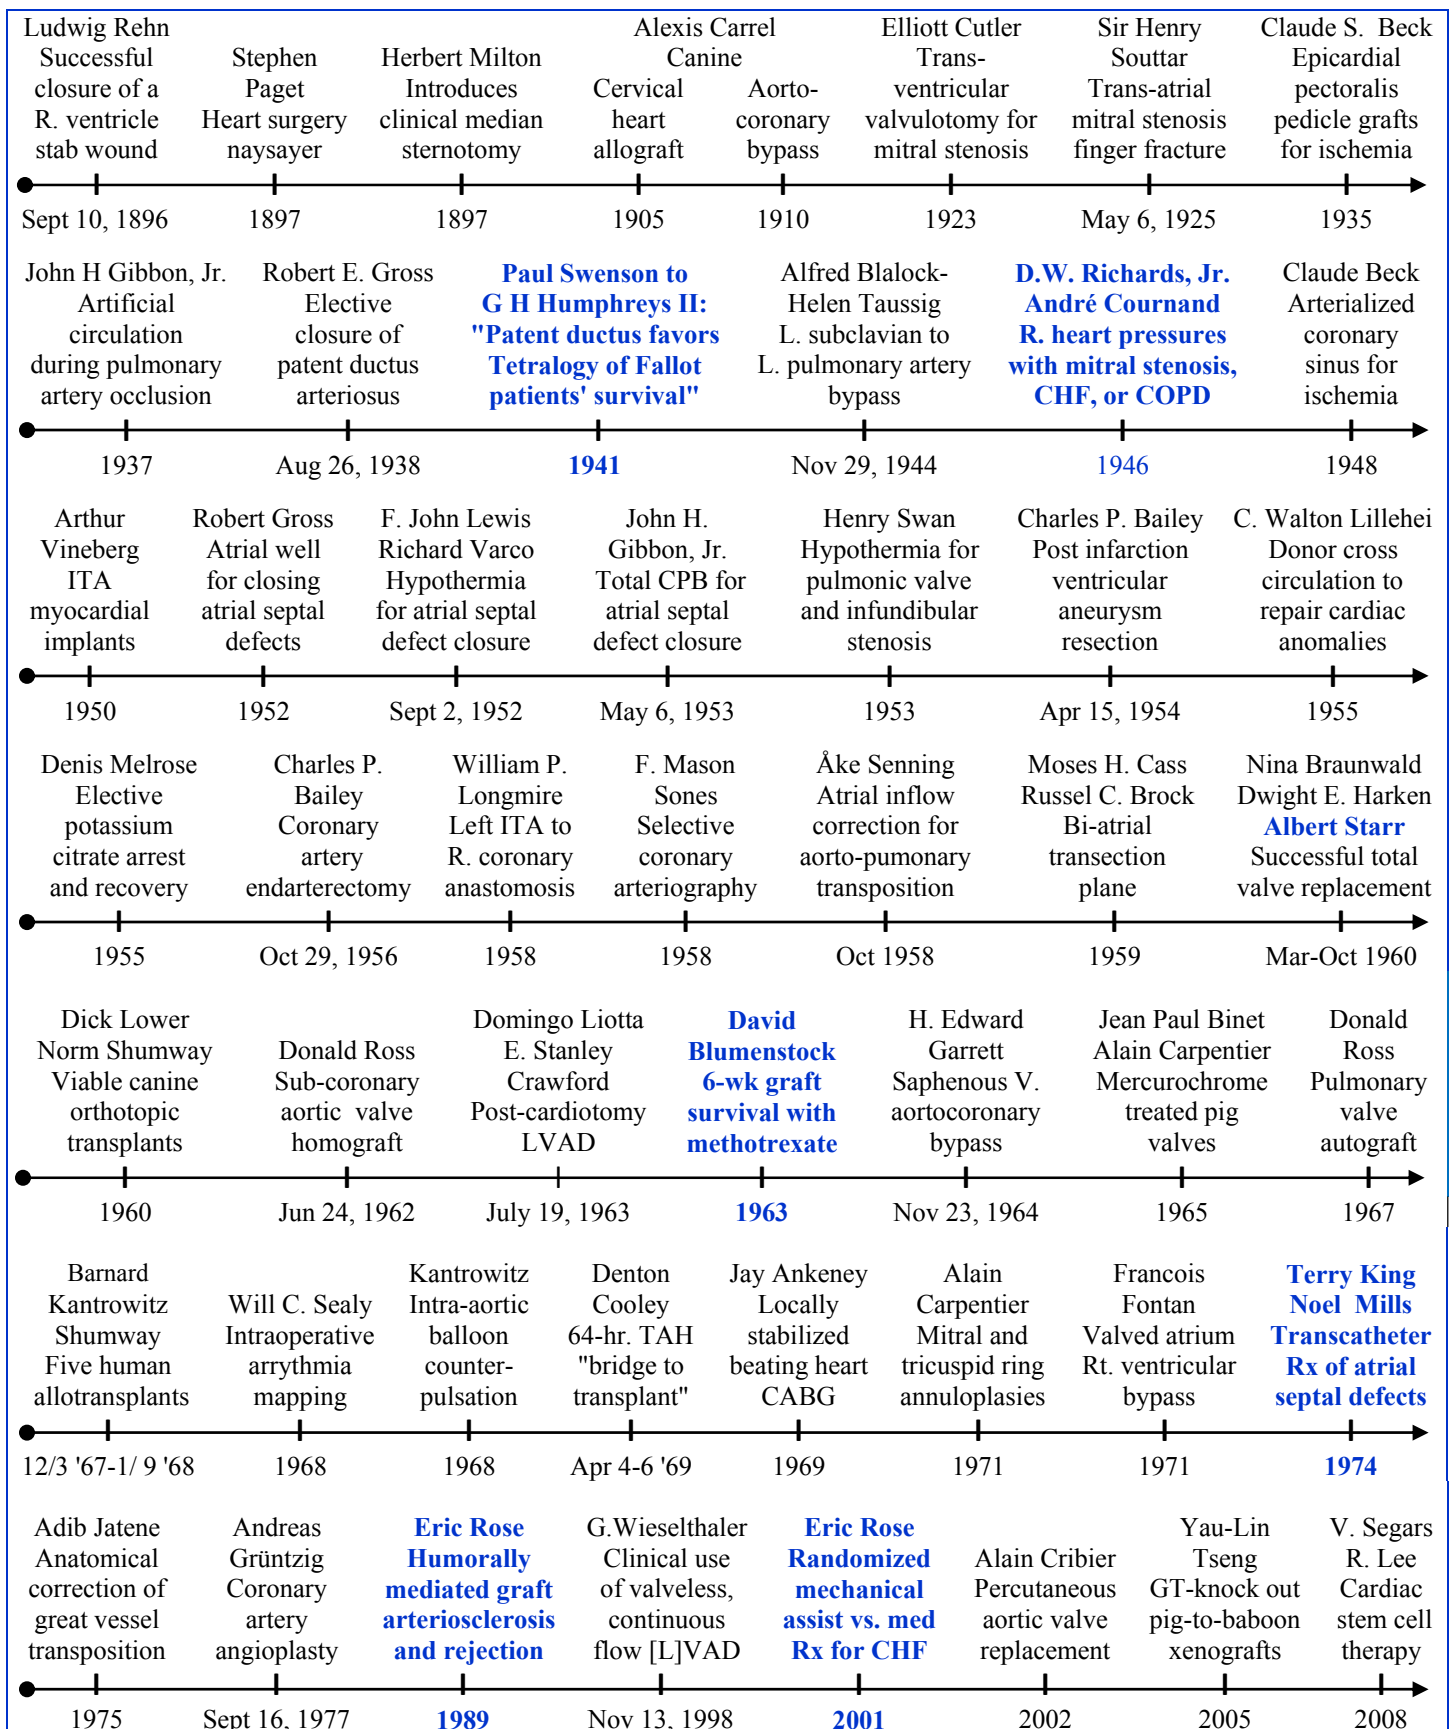 Ludwig Rehn
Successful
closure of a
R. ventricle
stab wound
Sept 10, 1896
Stephen
Paget
Heart surgery
naysayer
1897
Herbert Milton
Introduces
clinical median
sternotomy
1897
Alexis Carrel
Canine
Cervical
heart
allograft
1905
Aorto-
coronary
bypass
1910
Elliott Cutler
Trans-
ventricular
valvulotomy for
mitral stenosis
1923
Sir Henry
Souttar
Trans-atrial
mitral stenosis
finger fracture
May 6, 1925
Claude S. Beck
Epicardial
pectoralis
pedicle grafts
for ischemia
1935
John H Gibbon, Jr.
Artificial
circulation
during pulmonary
artery occlusion
1937
Robert E. Gross
Elective
closure of
patent ductus
arteriosus
Aug 26, 1938
Paul Swenson to
G H Humphreys II:
"Patent ductus favors
Tetralogy of Fallot
patients' survival"
1941
Alfred Blalock-
Helen Taussig
L. subclavian to
L. pulmonary artery
bypass
Nov 29, 1944
D.W. Richards, Jr.
André Cournand
R. heart pressures
with mitral stenosis,
CHF, or COPD
1946
Claude Beck
Arterialized
coronary
sinus for
ischemia
1948
Arthur
Vineberg
ITA
myocardial
implants
1950
Robert Gross
Atrial well
for closing
atrial septal
defects
1952
F. John Lewis
Richard Varco
Hypothermia
for atrial septal
defect closure
Sept 2, 1952
John H.
Gibbon, Jr.
Total CPB for
atrial septal
defect closure
May 6, 1953
Henry Swan
Hypothermia for
pulmonic valve
and infundibular
stenosis
1953
Charles P. Bailey
Post infarction
ventricular
aneurysm
resection
Apr 15, 1954
C. Walton Lillehei
Donor cross
circulation to
repair cardiac
anomalies
1955
Denis Melrose
Elective
potassium
citrate arrest
and recovery
1955
Charles P.
Bailey
Coronary
artery
endarterectomy
Oct 29, 1956
William P.
Longmire
Left ITA to
R. coronary
anastomosis
1958
F. Mason
Sones
Selective
coronary
arteriography
1958
Åke Senning
Atrial inflow
correction for
aorto-pumonary
transposition
Oct 1958
Moses H. Cass
Russel C. Brock
Bi-atrial
transection
plane
1959
Nina Braunwald
Dwight E. Harken
Albert Starr
Successful total
valve replacement
Mar-Oct 1960
Dick Lower
Norm Shumway
Viable canine
orthotopic
transplants
1960
Donald Ross
Sub-coronary
aortic valve
homograft
Jun 24, 1962
Domingo Liotta
E. Stanley
Crawford
Post-cardiotomy
LVAD
July 19, 1963
David
Blumenstock
6-wk graft
survival with
methotrexate
1963
H. Edward
Garrett
Saphenous V.
aortocoronary
bypass
Nov 23, 1964
Jean Paul Binet
Alain Carpentier
Mercurochrome
treated pig
valves
1965
Donald
Ross
Pulmonary
valve
autograft
1967
Barnard
Kantrowitz
Shumway
Five human
allotransplants
12/3 '67-1/ 9 '68
Will C. Sealy
Intraoperative
arrythmia
mapping
1968
Kantrowitz
Intra-aortic
balloon
counter-
pulsation
1968
Denton
Cooley
64-hr. TAH
"bridge to
transplant"
Apr 4-6 '69
Jay Ankeney
Locally
stabilized
beating heart
CABG
1969
Alain
Carpentier
Mitral and
tricuspid ring
annuloplasies
1971
Francois
Fontan
Valved atrium
Rt. ventricular
bypass
1971
Terry King
Noel Mills
Transcatheter
Rx of atrial
septal defects
1974
Adib Jatene
Anatomical
correction of
great vessel
transposition
1975
Andreas
Grüntzig
Coronary
artery
angioplasty
Sept 16, 1977
Eric Rose
Humorally
mediated graft
arteriosclerosis
and rejection
1989
G.Wieselthaler
Clinical use
of valveless,
continuous
flow [L]VAD
Nov 13, 1998
Eric Rose
Randomized
mechanical
assist vs. med
Rx for CHF
2001
Alain Cribier
Percutaneous
aortic valve
replacement
2002
Yau-Lin
Tseng
GT-knock out
pig-to-baboon
xenografts
2005
V. Segars
R. Lee
Cardiac
stem cell
therapy
2008